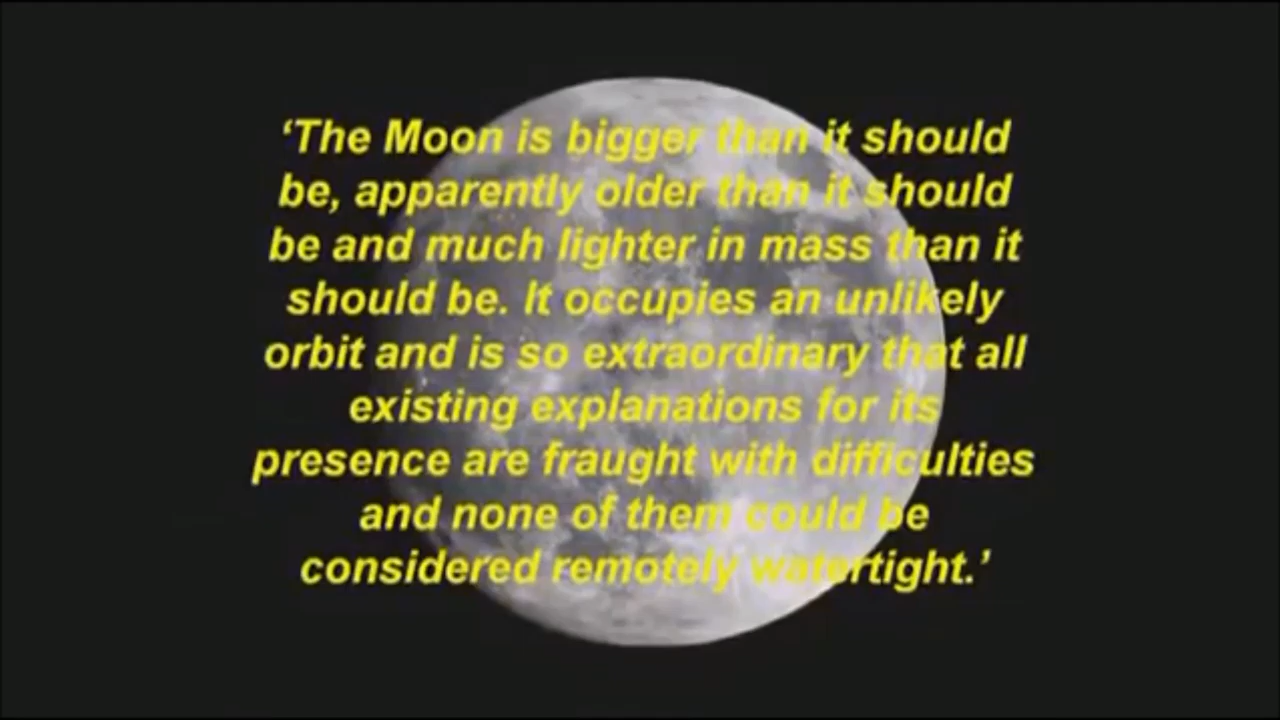 ‘The Moon is bigger than it should
be, apparently older than it should
be and much lighter in mass than it
should be. It occupies an unlikely
orbit and is so extraordinary that all
existing explanations for its
presence are fraught with difficulties
and none of them could be
considered remotely watertight.’